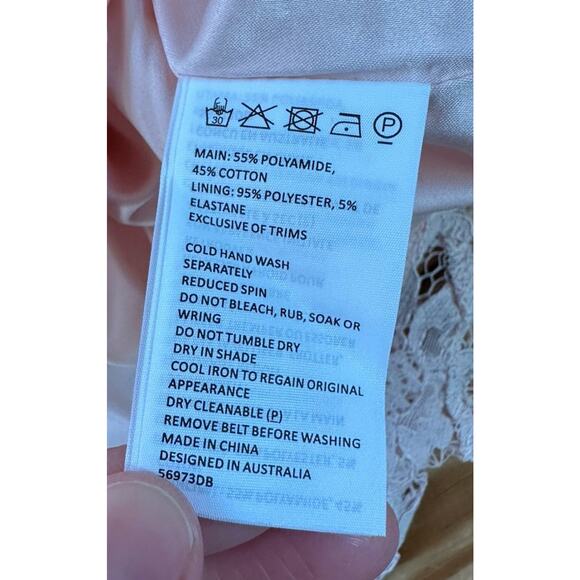 30
P
MAIN: 55% POLYAMIDE,
45% COTTON
LINING: 95% POLYESTER, 5%
ELASTANE
EXCLUSIVE OF TRIMS
COLD HAND WASH
SEPARATELY
REDUCED SPIN
DO NOT BLEACH, RUB, SOAK OR
WRING
DO NOT TUMBLE DRY
DRY IN SHADE
COOL IRON TO REGAIN ORIGINAL
APPEARANCE
DRY CLEANABLE (P)
REMOVE BELT BEFORE WASHING
MADE IN CHINA
DESIGNED IN AUSTRALIA
56973DB